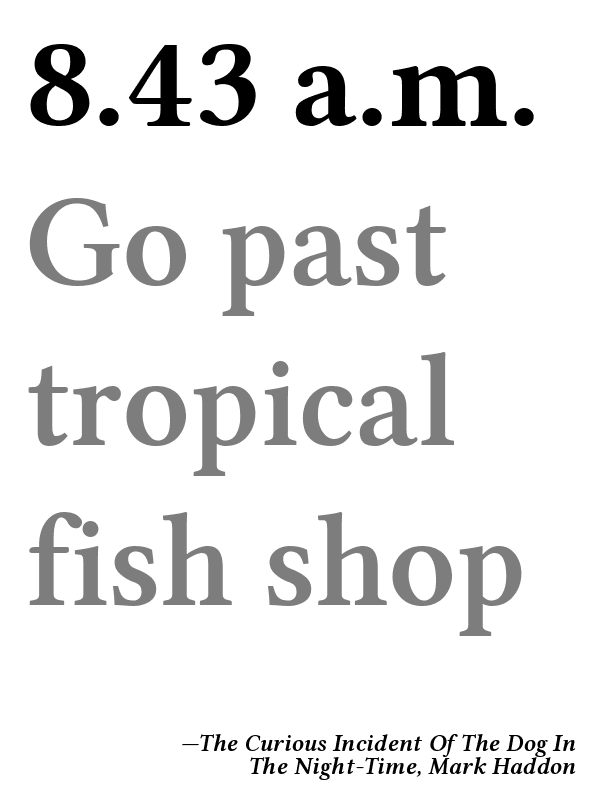 8.43 a.m.
Go past
tropical
fish shop
—The Curious Incident Of The Dog In
The Night-Time, Mark Haddon